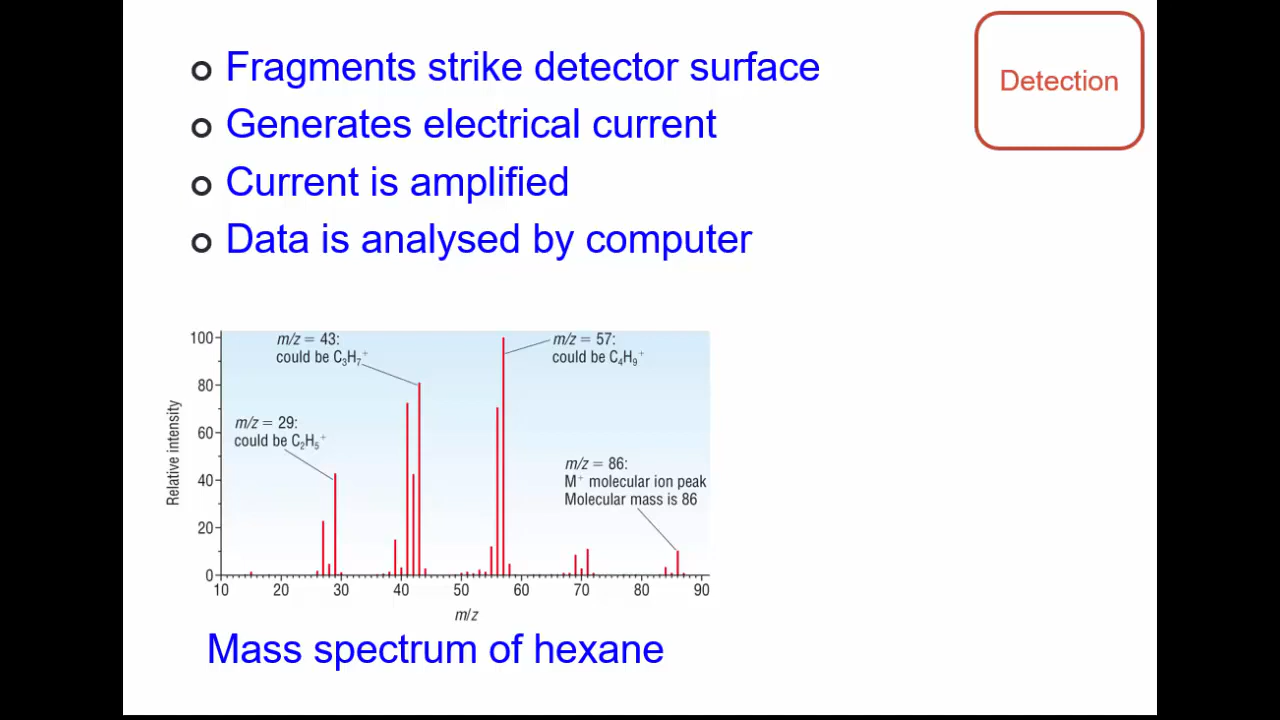 Fragments strike detector surface
Generates electrical current
Current is amplified
Data is analysed by computer
Detection
m/z = 43:
could be C₃H₇⁺
m/z = 57:
could be C₄H₉⁺
m/z = 29:
could be C₂H₅⁺
m/z = 86:
M⁺ molecular ion peak
Molecular mass is 86
Relative intensity
100
80
60
40
20
0
10 20 30 40 50 60 70 80 90
m/z
Mass spectrum of hexane